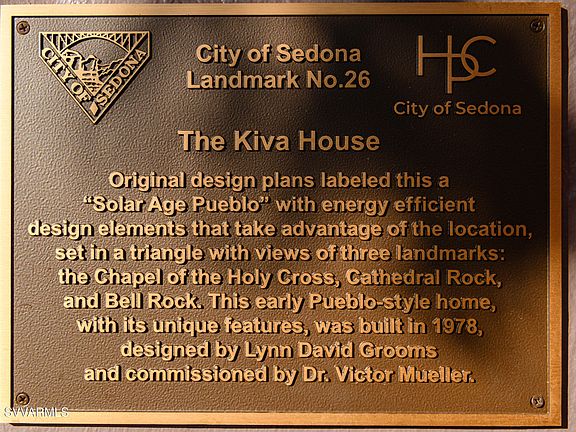 CITY OF SEDONA
HPC
City of Sedona
City of Sedona
Landmark No.26
The Kiva House
Original design plans labeled this a
“Solar Age Pueblo” with energy efficient
design elements that take advantage of the location,
set in a triangle with views of three landmarks:
the Chapel of the Holy Cross, Cathedral Rock,
and Bell Rock. This early Pueblo-style home,
with its unique features, was built in 1978,
designed by Lynn David Grooms
and commissioned by Dr. Victor Mueller.
SVVARMLS